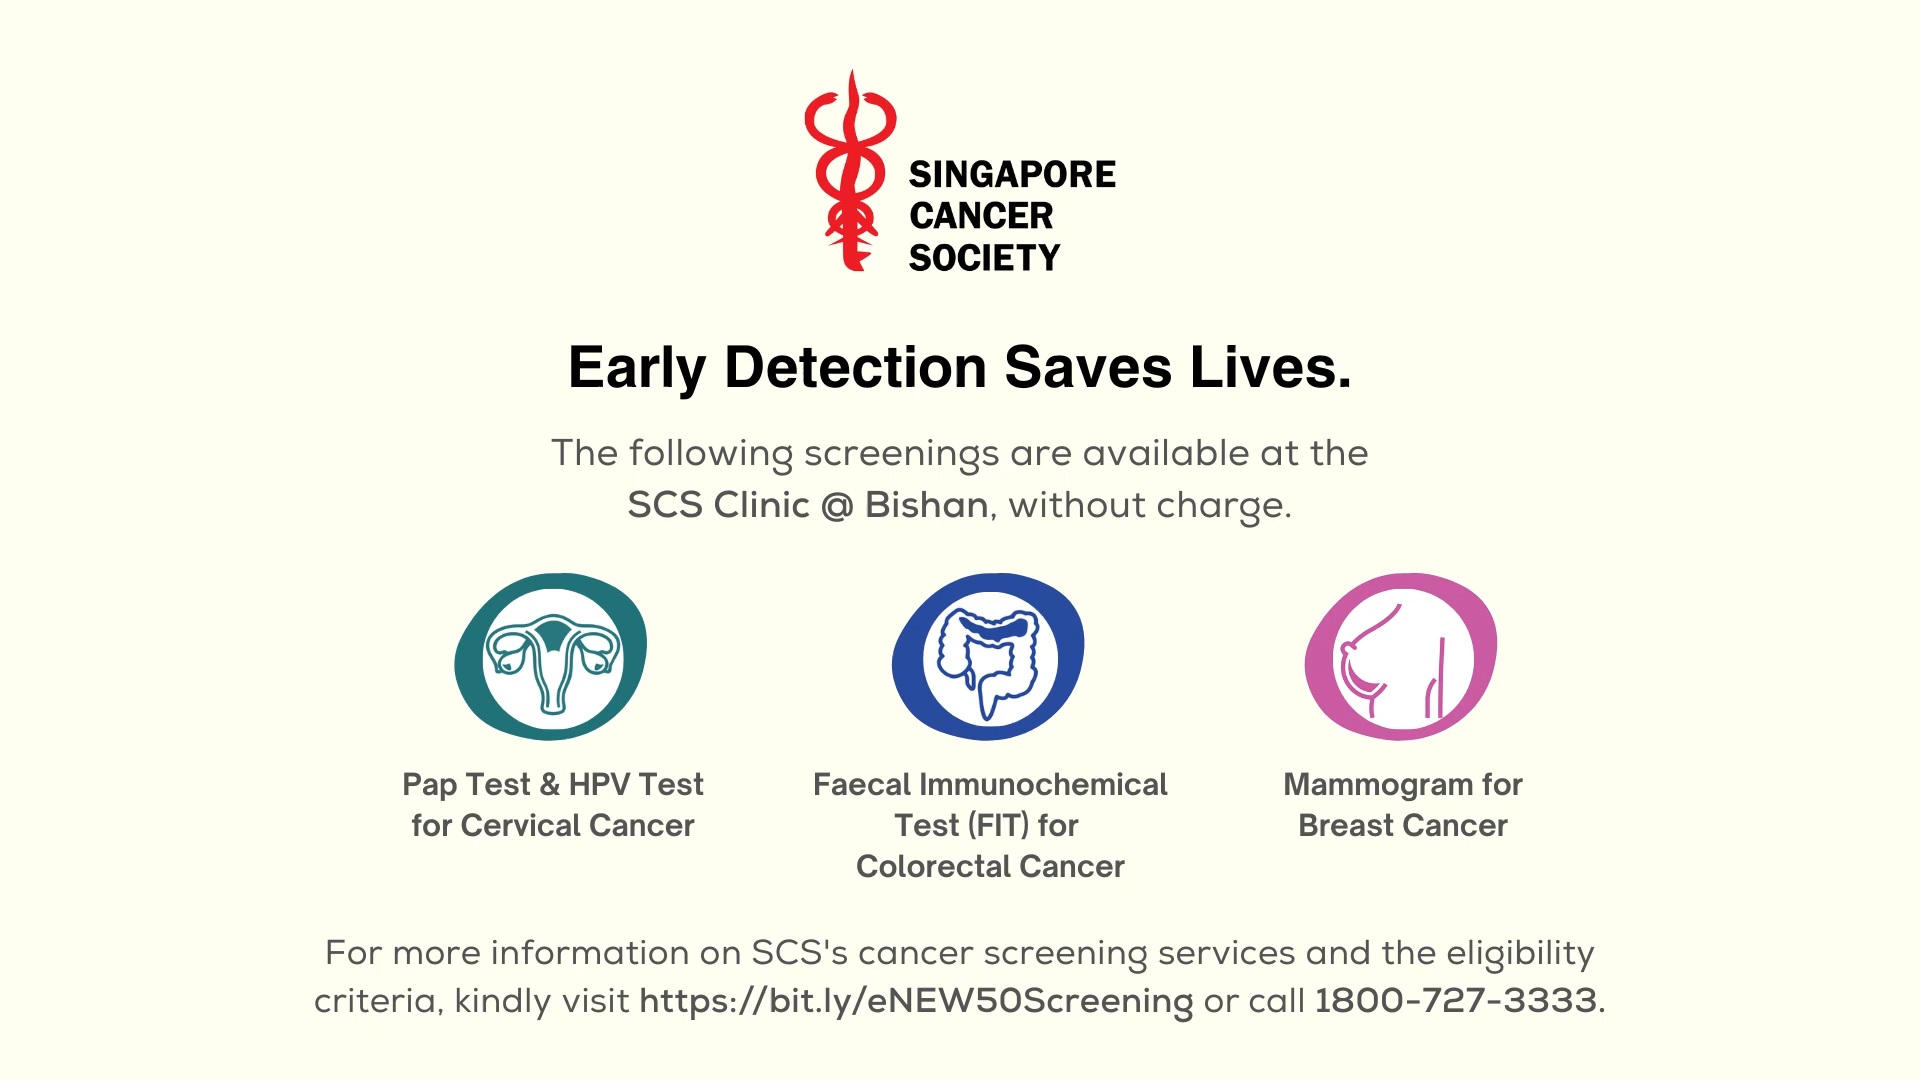 SINGAPORE
CANCER
SOCIETY
Early Detection Saves Lives.
The following screenings are available at the
SCS Clinic @ Bishan, without charge.
Pap Test & HPV Test
for Cervical Cancer
Faecal Immunochemical
Test (FIT) for
Colorectal Cancer
Mammogram for
Breast Cancer
For more information on SCS's cancer screening services and the eligibility
criteria, kindly visit https://bit.ly/eNEW50Screening or call 1800-727-3333.